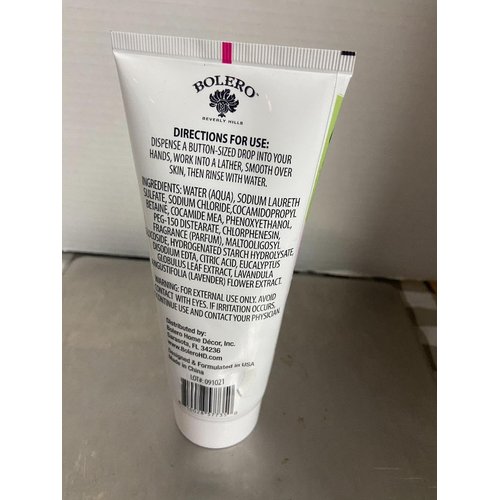 BOLERO
BEVERLY HILLS
DIRECTIONS FOR USE:
DISPENSE A BUTTON-SIZED DROP INTO YOUR
HANDS, WORK INTO A LATHER, SMOOTH OVER
SKIN, THEN RINSE WITH WATER.
INGREDIENTS: WATER (AQUA), SODIUM LAURETH
SULFATE, SODIUM CHLORIDE,COCAMIDOPROPYL
BETAINE, COCAMIDE MEA, PHENOXYETHANOL,
PEG-150 DISTEARATE, CHLORPHENESIN,
FRAGRANCE (PARFUM), MALTOOLIGOSYL
HYDROGENATED STARCH HYDROLYSATE,
DISODIUM EDTA, CITRIC ACID, EUCALYPTUS
GLOBULUS LEAF EXTRACT, LAVANDULA
ANGUSTIFOLIA (LAVENDER) FLOWER EXTRACT.
WARNING: FOR EXTERNAL USE ONLY. AVOID
CONTACT WITH EYES. IF IRRITATION OCCURS,
DISCONTINUE USE AND CONTACT YOUR PHYSICIAN.
Distributed by:
Bolero Home Décor, Inc.
Sarasota, FL 34236
www.BoleroHD.com
Designed & Formulated in USA
Made in China
LOT#: 091021